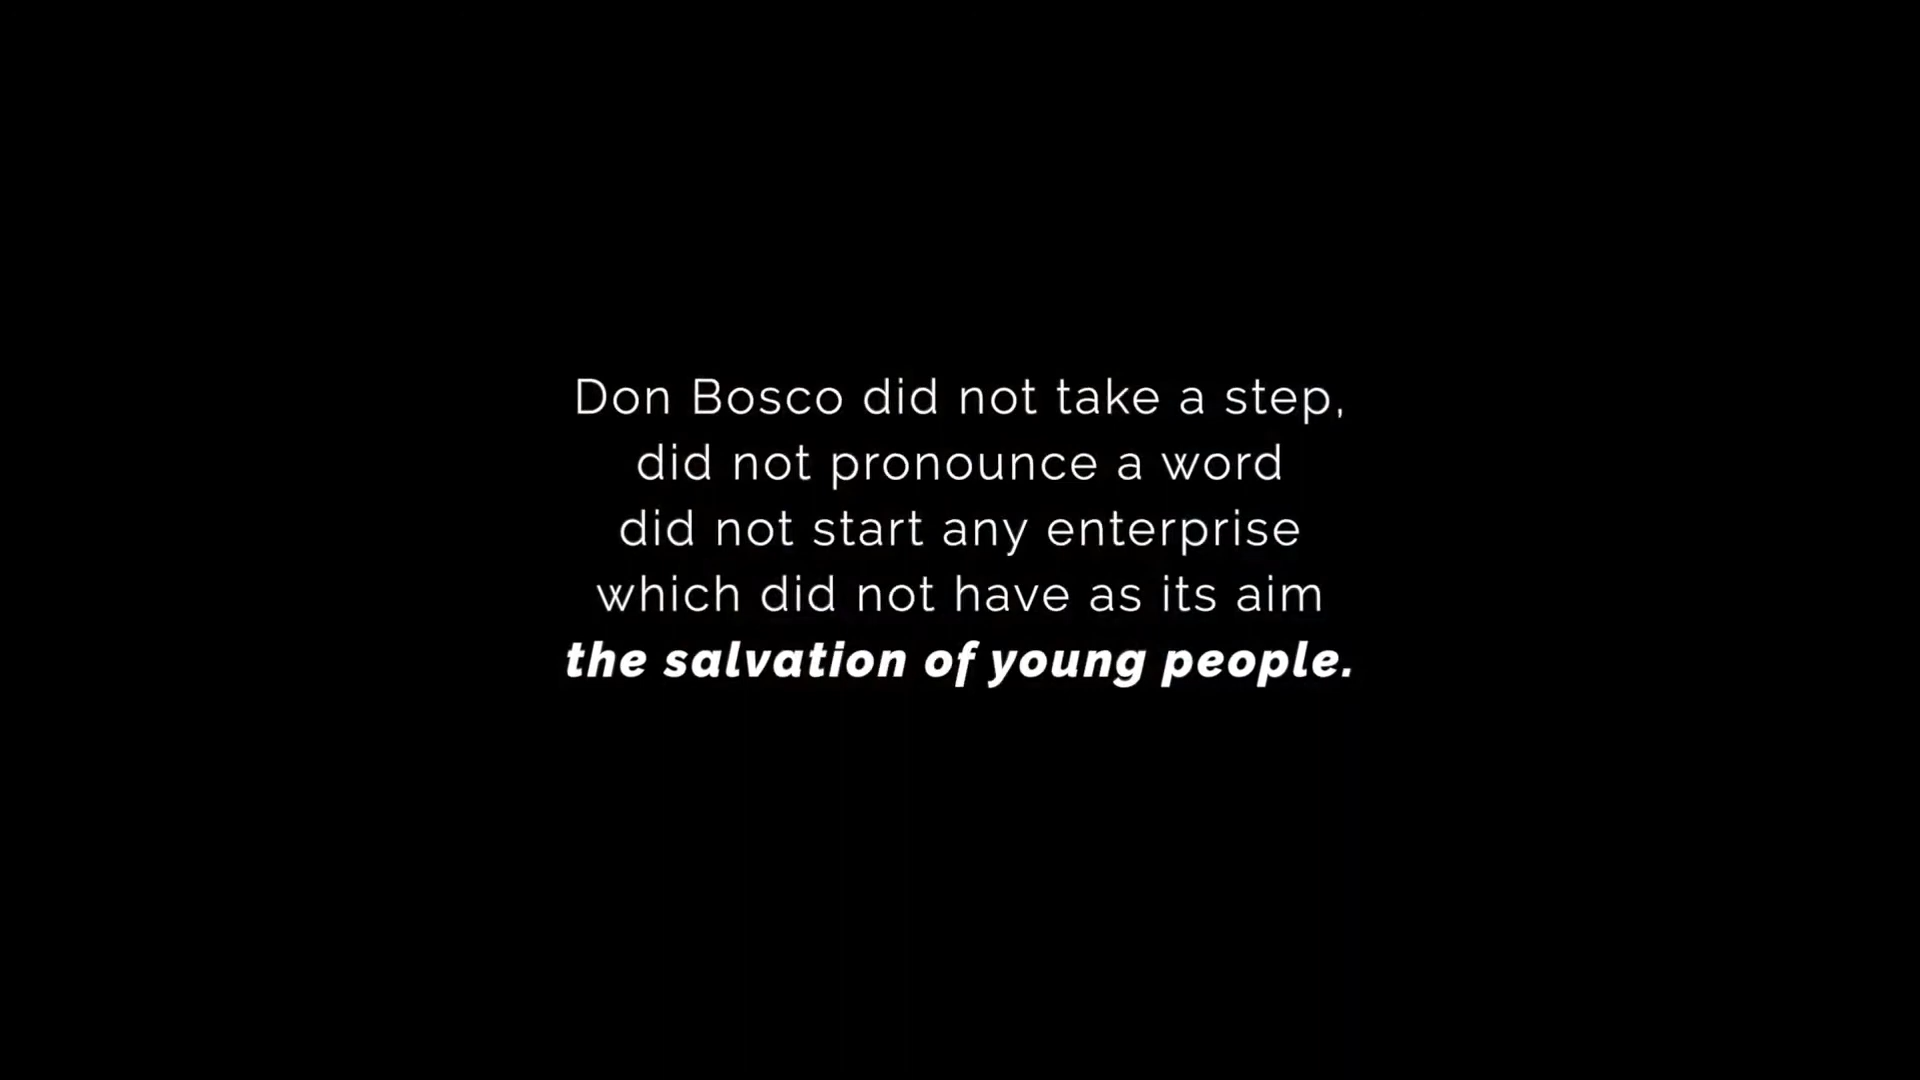 Don Bosco did not take a step,
did not pronounce a word
did not start any enterprise
which did not have as its aim
the salvation of young people.